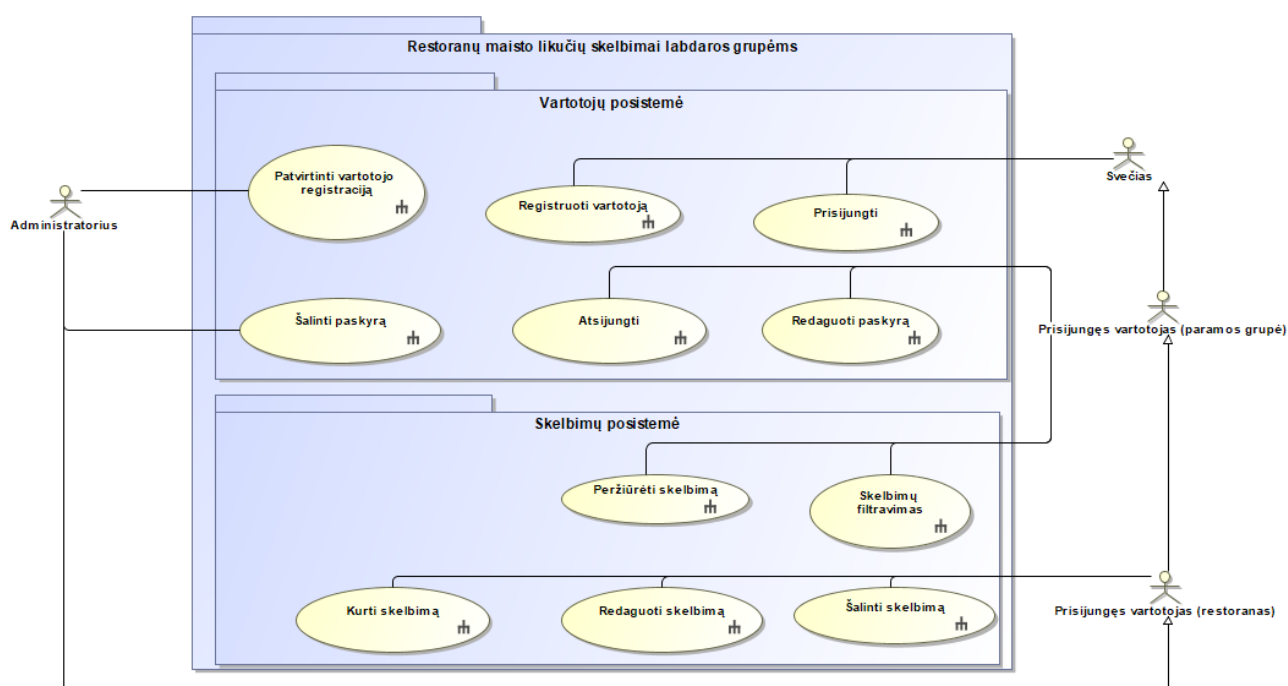 Restoranų maisto likučių skelbimai labdaros grupėms
Vartotojų posistemė
Patvirtinti vartotojo
registraciją
Registruoti vartotoją
Prisijungti
Svečias
Administratorius
Šalinti paskyrą
Atsijungti
Redaguoti paskyrą
Prisijungęs vartotojas (paramos grupė)
Skelbimų posistemė
Peržiūrėti skelbimą
Skelbimų
filtravimas
Kurti skelbimą
Redaguoti skelbimą
Šalinti skelbimą
Prisijungęs vartotojas (restoranas)